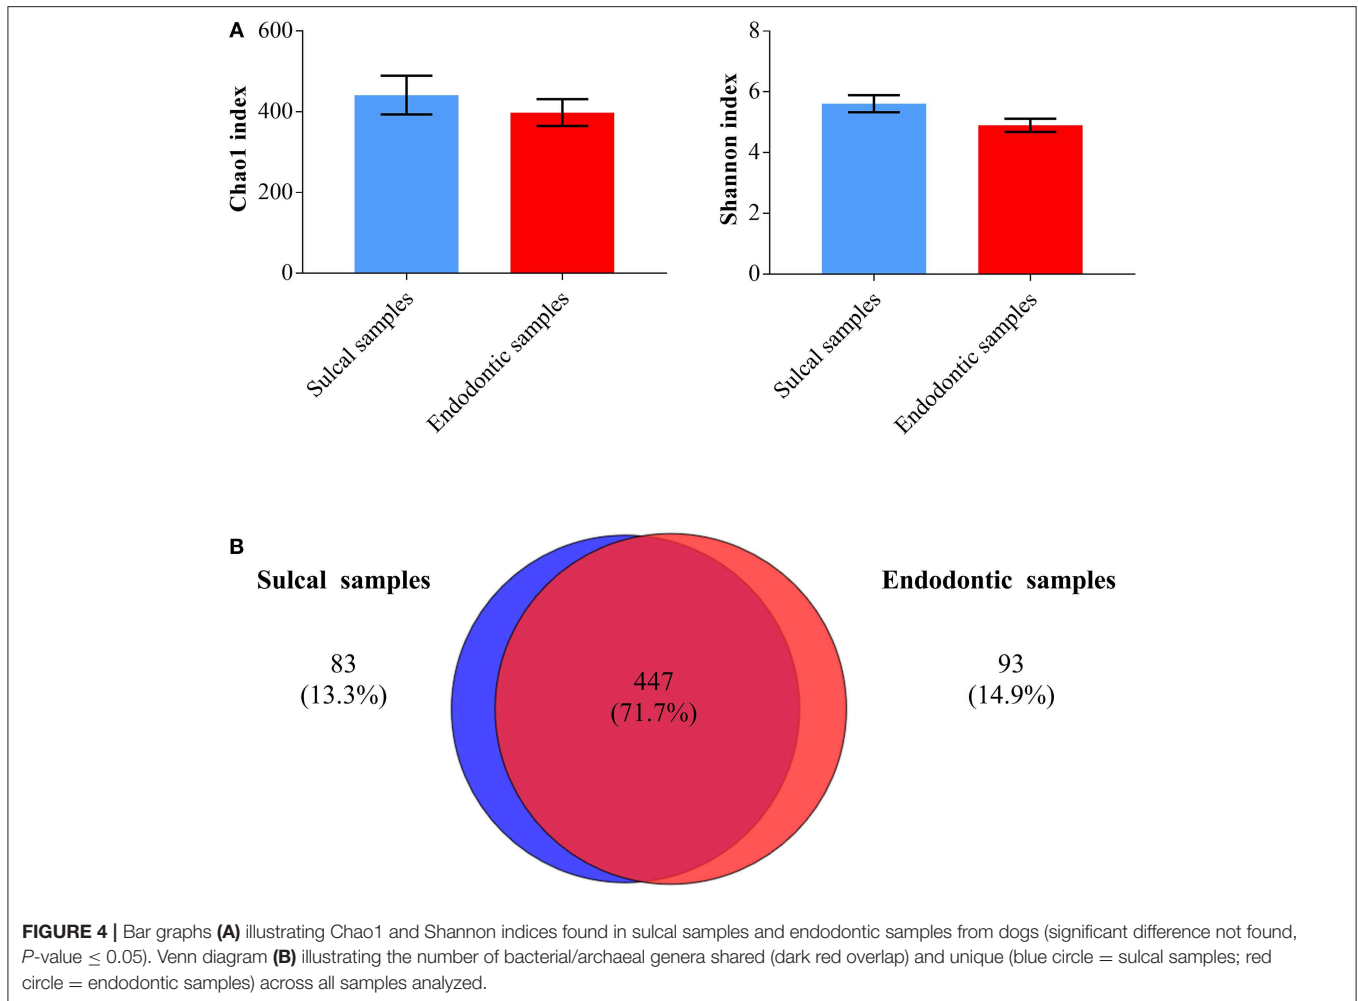 A
600
400
200
0
Chao1 index
Sulcal samples
Endodontic samples
8
6
4
2
0
Shannon index
Sulcal samples
Endodontic samples
B
Sulcal samples
83
(13.3%)
447
(71.7%)
Endodontic samples
93
(14.9%)
FIGURE 4 | Bar graphs (A) illustrating Chao1 and Shannon indices found in sulcal samples and endodontic samples from dogs (significant difference not found,
P-value ≤ 0.05). Venn diagram (B) illustrating the number of bacterial/archaeal genera shared (dark red overlap) and unique (blue circle = sulcal samples; red
circle = endodontic samples) across all samples analyzed.